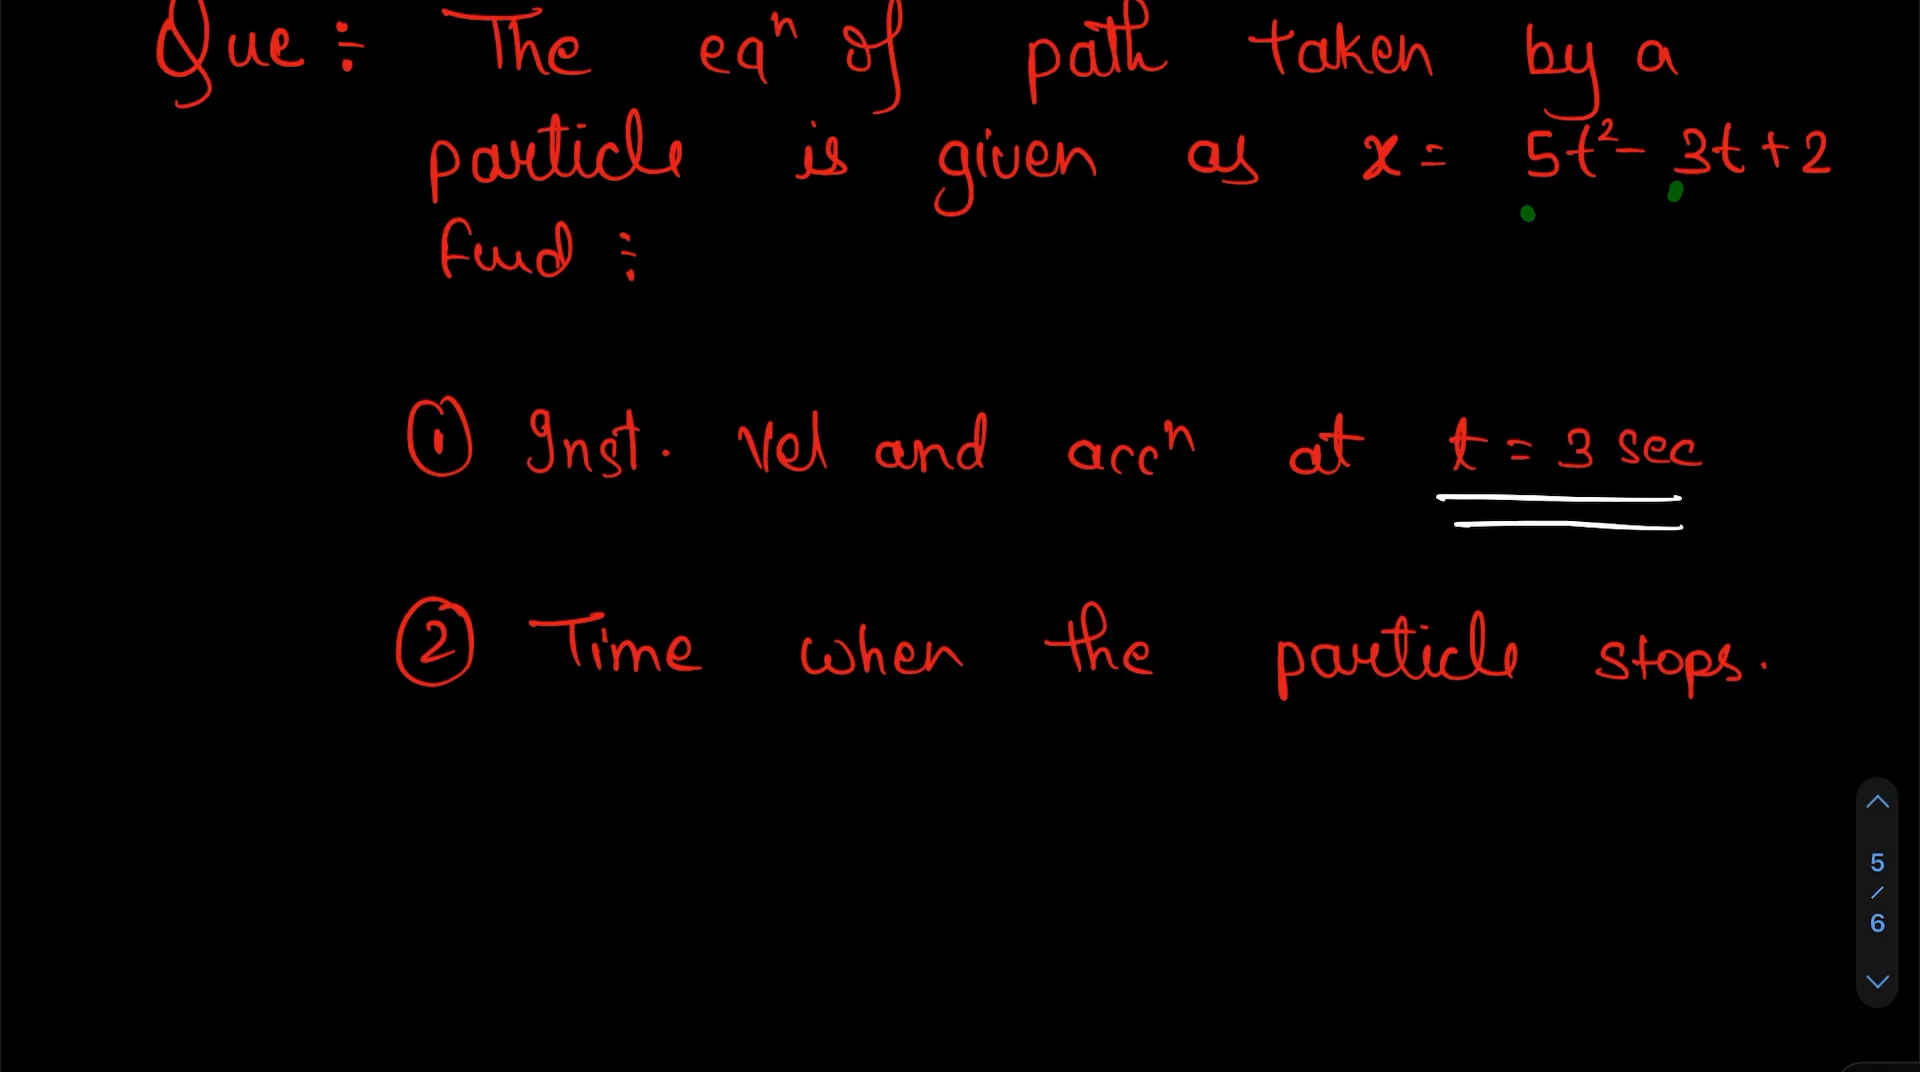 Que : The eqⁿ of path taken by a
particle is given as x = 5t² - 3t + 2
find :
① Inst. Vel and accⁿ at t = 3 sec
② Time when the particle stops.
5
/
6